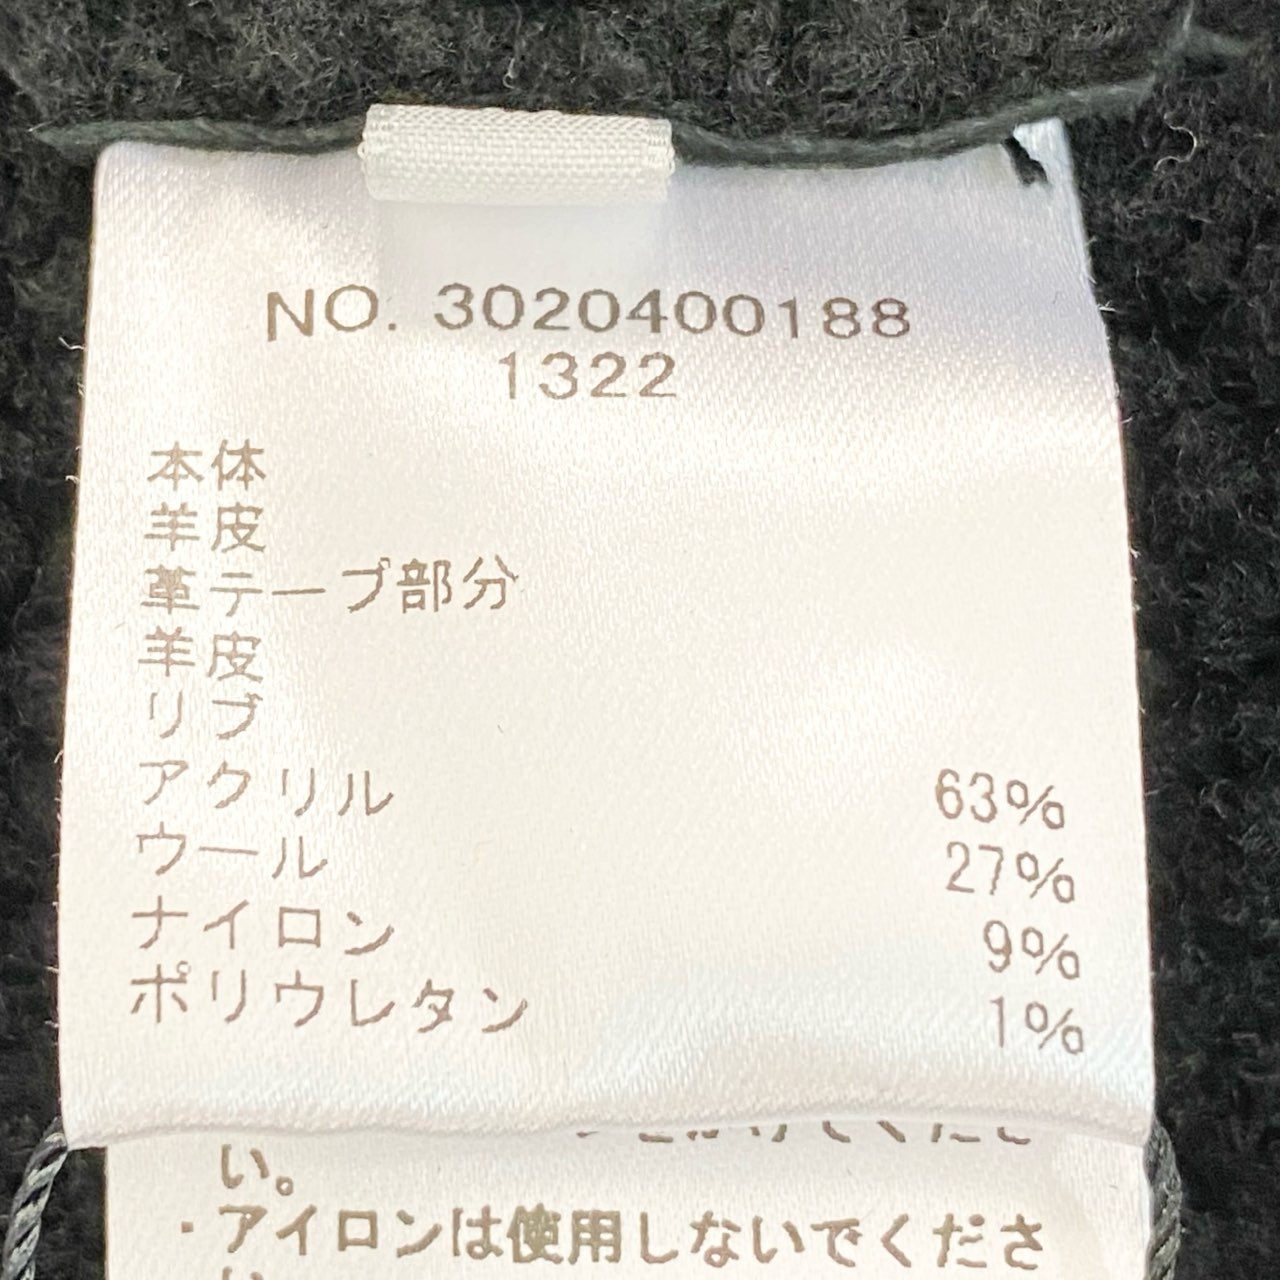 NO. 3020400188
1322
本体
羊皮
革テープ部分
羊皮
リブ
アクリル 63%
ウール 27%
ナイロン 9%
ポリウレタン 1%
い。
・アイロンは使用しないでくださ